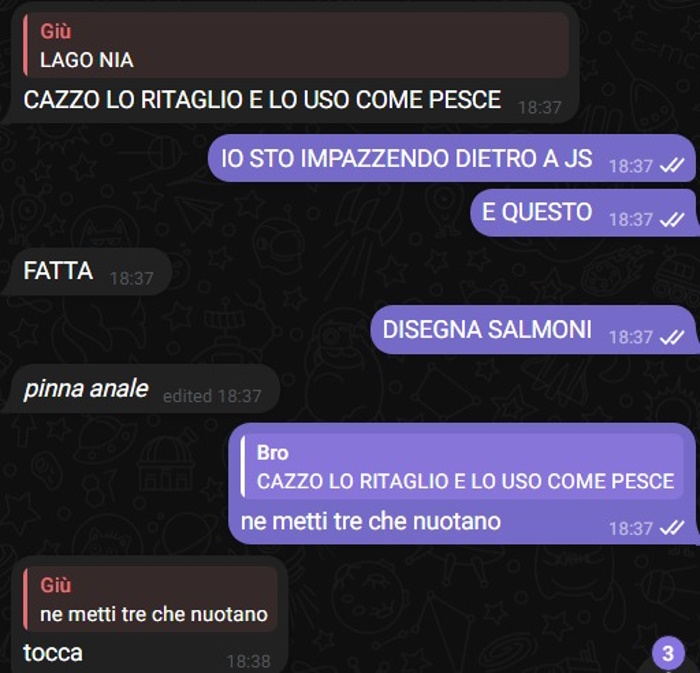 Giù
LAGO NIA
CAZZO LO RITAGLIO E LO USO COME PESCE 18:37
IO STO IMPAZZENDO DIETRO A JS 18:37
E QUESTO 18:37
FATTA 18:37
DISEGNA SALMONI 18:37
pinna anale edited 18:37
Bro
CAZZO LO RITAGLIO E LO USO COME PESCE
ne metti tre che nuotano 18:37
Giù
ne metti tre che nuotano
tocca 18:38
3